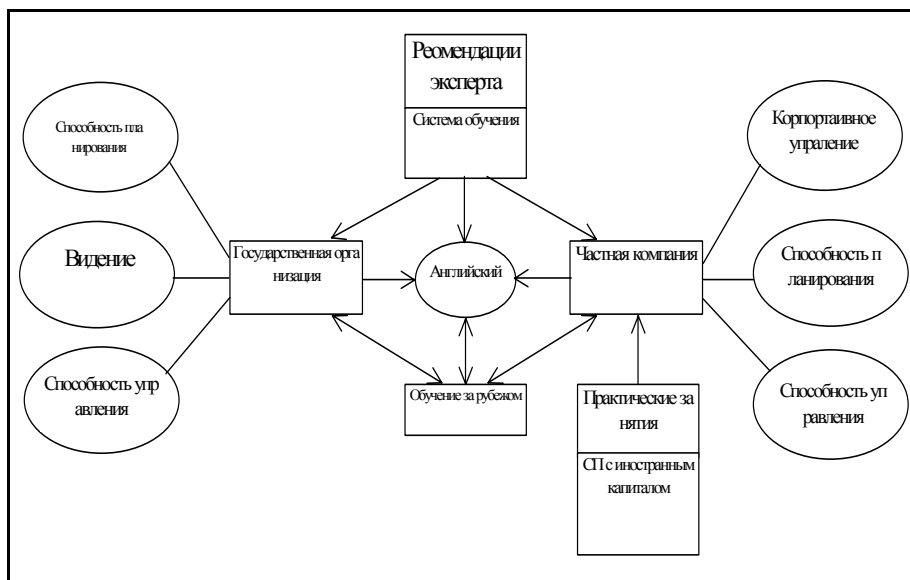 Реомендации
эксперта
Система обучения
Способность пла
нирования
Корпортаивное
упраление
Видение
Государственная орга
низация
Английский
Частная компания
Способность п
ланирования
Способность упр
авления
Обучение за рубежом
Практические за
нятия
Способность уп
равления
СП с иностранным
капиталом